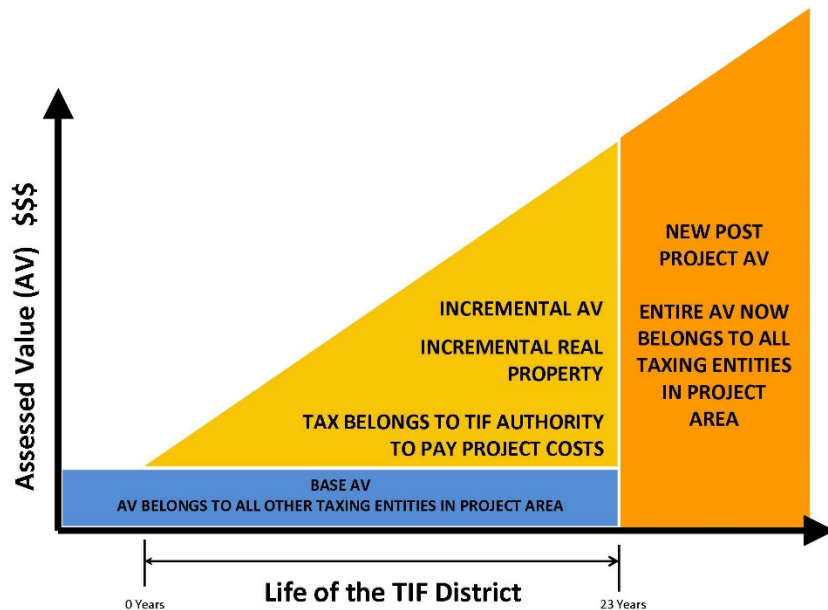 Assessed Value (AV) $$$
INCREMENTAL AV
INCREMENTAL REAL
PROPERTY
TAX BELONGS TO TIF AUTHORITY
TO PAY PROJECT COSTS
BASE AV
AV BELONGS TO ALL OTHER TAXING ENTITIES IN PROJECT AREA
NEW POST
PROJECT AV
ENTIRE AV NOW
BELONGS TO ALL
TAXING ENTITIES
IN PROJECT
AREA
Life of the TIF District
0 Years
23 Years